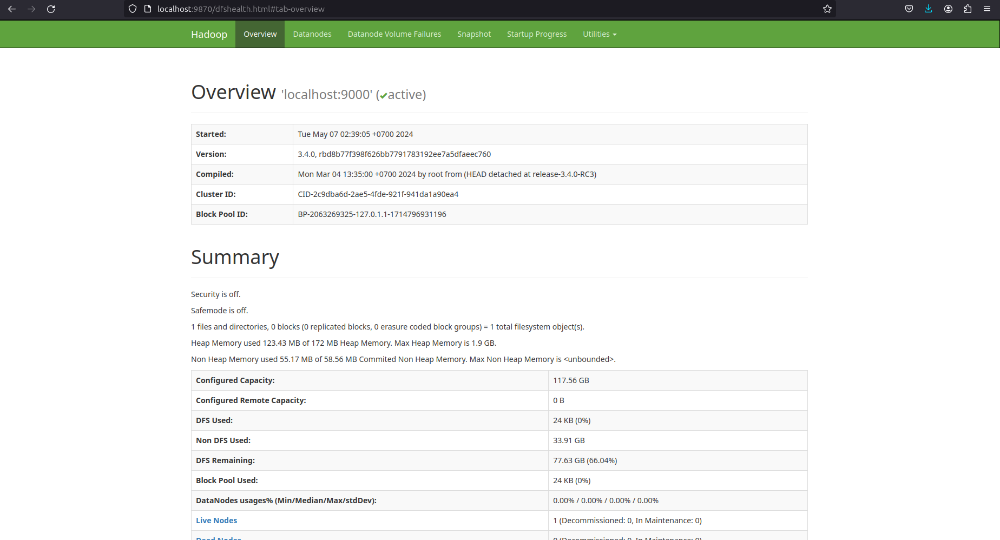 localhost:9870/dfshealth.html#tab-overview
Hadoop Overview Datanodes Datanode Volume Failures Snapshot Startup Progress Utilities
Overview 'localhost:9000' (✔active)
Started: Tue May 07 02:39:05 +0700 2024
Version: 3.4.0, rbd8b77f398f626bb7791783192ee7a5dfaeec760
Compiled: Mon Mar 04 13:35:00 +0700 2024 by root from (HEAD detached at release-3.4.0-RC3)
Cluster ID: CID-2c9dba6d-2ae5-4fde-921f-941da1a90ea4
Block Pool ID: BP-2063269325-127.0.1.1-1714796931196
Summary
Security is off.
Safemode is off.
1 files and directories, 0 blocks (0 replicated blocks, 0 erasure coded block groups) = 1 total filesystem object(s).
Heap Memory used 123.43 MB of 172 MB Heap Memory. Max Heap Memory is 1.9 GB.
Non Heap Memory used 55.17 MB of 58.56 MB Commited Non Heap Memory. Max Non Heap Memory is <unbounded>.
Configured Capacity: 117.56 GB
Configured Remote Capacity: 0 B
DFS Used: 24 KB (0%)
Non DFS Used: 33.91 GB
DFS Remaining: 77.63 GB (66.04%)
Block Pool Used: 24 KB (0%)
DataNodes usages% (Min/Median/Max/stdDev): 0.00% / 0.00% / 0.00% / 0.00%
Live Nodes 1 (Decommissioned: 0, In Maintenance: 0)
Dead Nodes 0 (Decommissioned: 0, In Maintenance: 0)